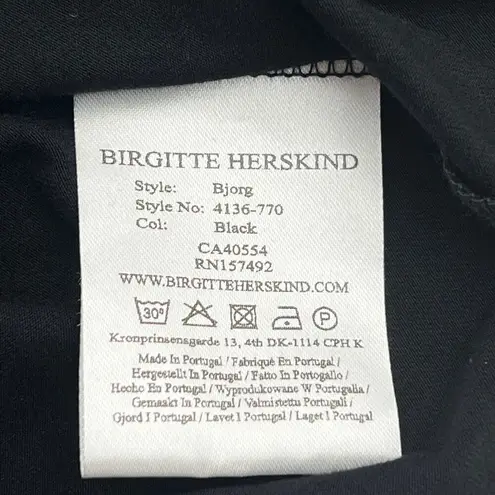 BIRGITTE HERSKIND
Style: Bjorg
Style No: 4136-770
Col: Black
CA40554
RN157492
WWW.BIRGITTEHERSKIND.COM
30° P
Kronprinsensgarde 13, 4th DK-1114 CPH K
Made In Portugal / Fabriqué En Portugal /
Hergestellt In Portugal / Fatto In Portogallo /
Hecho En Portugal / Wyprodukowane W Portugalia /
Gemaakt In Portugal / Valmistettu Portugali /
Gjord I Portugal / Lavet I Portugal / Laget I Portugal